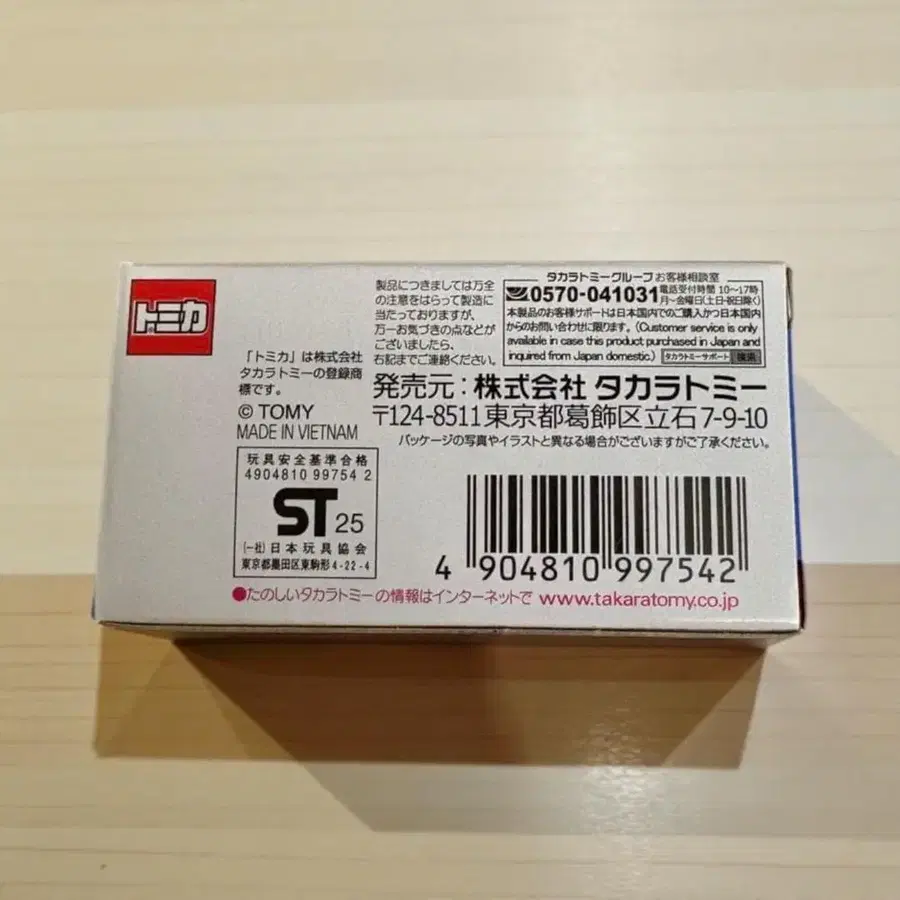 トミカ
「トミカ」は株式会社
タカラトミーの登録商
標です。
© TOMY
MADE IN VIETNAM
玩具安全基準合格
4904810 99754 2
ST 25
(一社)日本玩具協会
東京都墨田区東駒形4-22-4
製品につきましては万全
の注意をはらって製造に
当たっておりますが、
万一お気づきの点などが
ございましたら、
右記までご連絡ください。
タカラトミーグループ お客様相談室
0570-041031 電話受付時間 10～17時
月～金曜日(土日・祝日除く)
本製品のお客様サポートは日本国内でのご購入かつ日本国内
からのお問い合わせに限ります。(Customer service is only
available in case this product purchased in Japan and
inquired from Japan domestic.) タカラトミーサポート 検索
発売元：株式会社 タカラトミー
〒124-8511東京都葛飾区立石7-9-10
パッケージの写真やイラストと異なる場合がございますがご了承ください。
4 904810 997542
●たのしいタカラトミーの情報はインターネットで www.takaratomy.co.jp